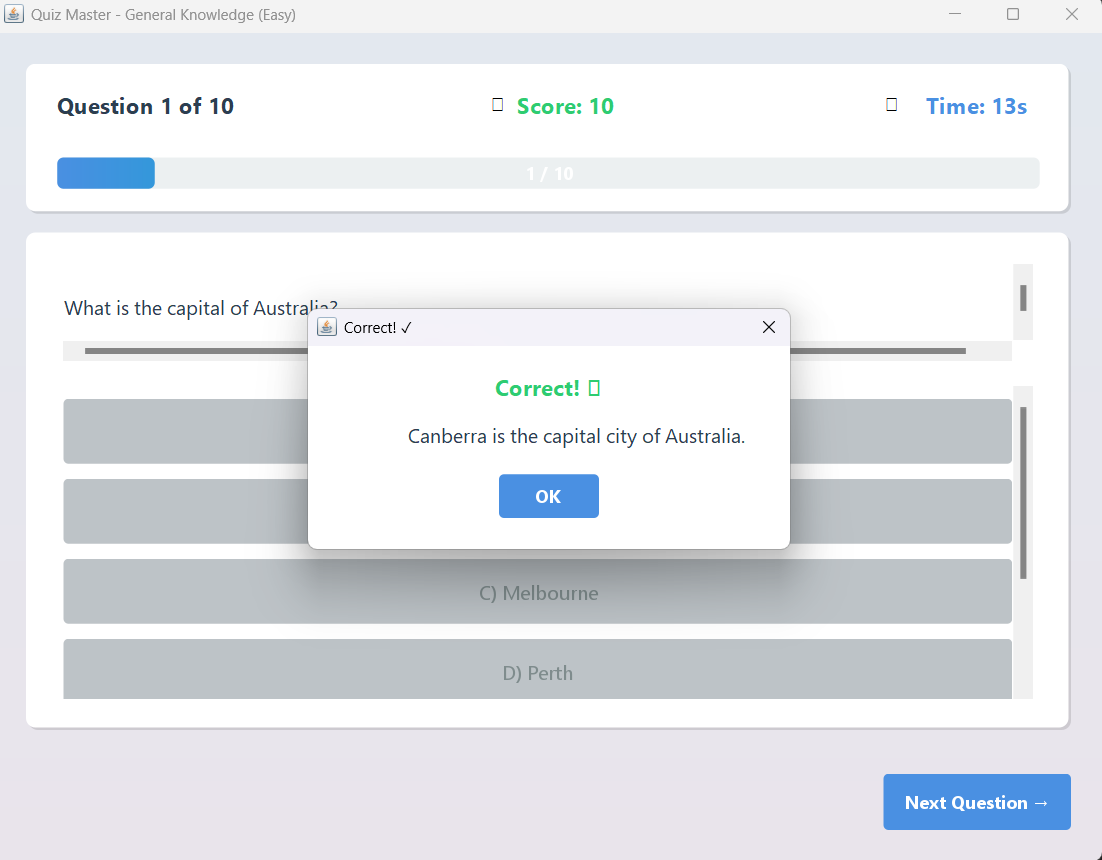 Quiz Master - General Knowledge (Easy)
Question 1 of 10
Score: 10
Time: 13s
1 / 10
What is the capital of Australia?
Correct! ✓
Correct!
Canberra is the capital city of Australia.
OK
C) Melbourne
D) Perth
Next Question →